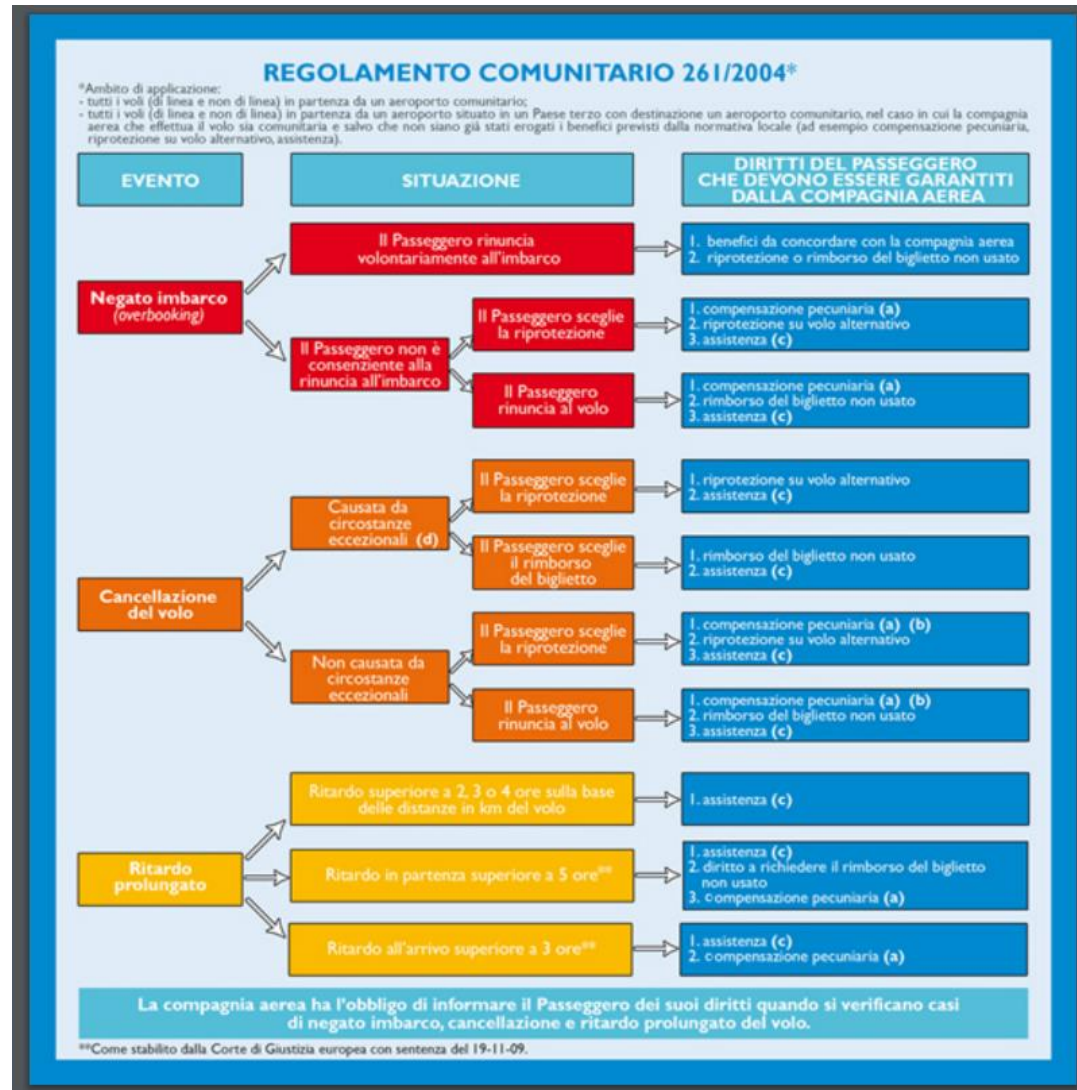 REGOLAMENTO COMUNITARIO 261/2004*
*Ambito di applicazione:
- tutti i voli (di linea e non di linea) in partenza da un aeroporto comunitario;
- tutti i voli (di linea e non di linea) in partenza da un aeroporto situato in un Paese terzo con destinazione un aeroporto comunitario, nel caso in cui la compagnia
aerea che effettua il volo sia comunitaria e salvo che non siano già stati erogati i benefici previsti dalla normativa locale (ad esempio compensazione pecuniaria,
riprotezione su volo alternativo, assistenza).
EVENTO
SITUAZIONE
DIRITTI DEL PASSEGGERO
CHE DEVONO ESSERE GARANTITI
DALLA COMPAGNIA AEREA
Negato imbarco
(overbooking)
Il Passeggero rinuncia
volontariamente all'imbarco
1. benefici da concordare con la compagnia aerea
2. riprotezione o rimborso del biglietto non usato
Il Passeggero non è
consenziente alla
rinuncia all'imbarco
Il Passeggero sceglie
la riprotezione
1. compensazione pecuniaria (a)
2. riprotezione su volo alternativo
3. assistenza (c)
Il Passeggero
rinuncia al volo
1. compensazione pecuniaria (a)
2. rimborso del biglietto non usato
3. assistenza (c)
Cancellazione
del volo
Causata da
circostanze
eccezionali (d)
Il Passeggero sceglie
la riprotezione
1. riprotezione su volo alternativo
2. assistenza (c)
Il Passeggero sceglie
il rimborso
del biglietto
1. rimborso del biglietto non usato
2. assistenza (c)
Non causata da
circostanze
eccezionali
Il Passeggero sceglie
la riprotezione
1. compensazione pecuniaria (a) (b)
2. riprotezione su volo alternativo
3. assistenza (c)
Il Passeggero
rinuncia al volo
1. compensazione pecuniaria (a) (b)
2. rimborso del biglietto non usato
3. assistenza (c)
Ritardo
prolungato
Ritardo superiore a 2, 3 o 4 ore sulla base
delle distanze in km del volo
1. assistenza (c)
Ritardo in partenza superiore a 5 ore**
1. assistenza (c)
2. diritto a richiedere il rimborso del biglietto
non usato
3. compensazione pecuniaria (a)
Ritardo all'arrivo superiore a 3 ore**
1. assistenza (c)
2. compensazione pecuniaria (a)
La compagnia aerea ha l'obbligo di informare il Passeggero dei suoi diritti quando si verificano casi
di negato imbarco, cancellazione e ritardo prolungato del volo.
**Come stabilito dalla Corte di Giustizia europea con sentenza del 19-11-09.